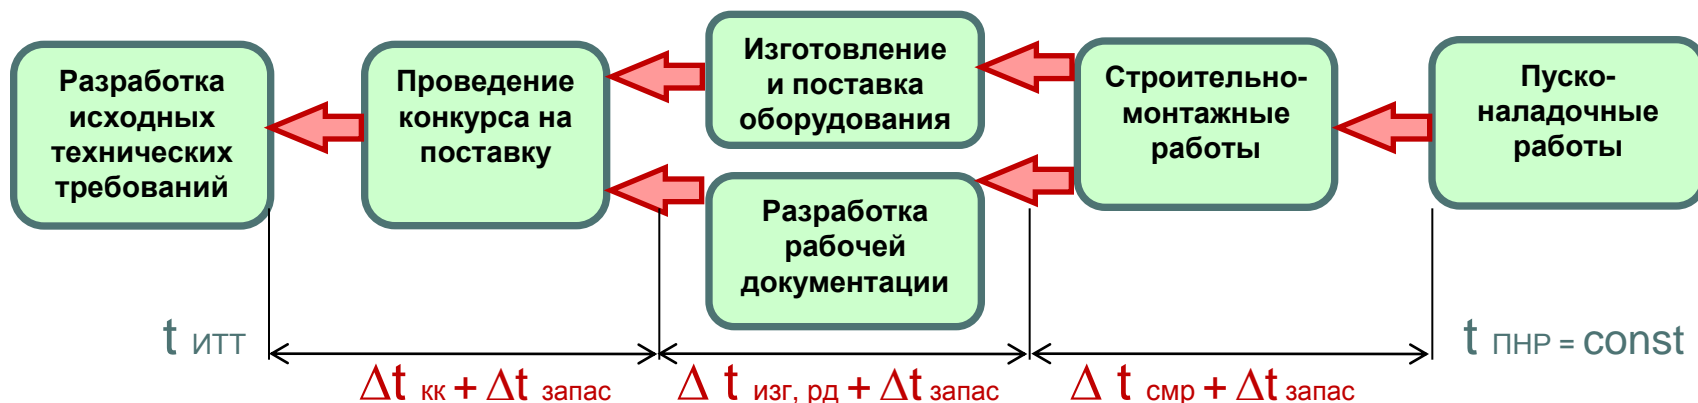 Разработка
исходных
технических
требований
Проведение
конкурса на
поставку
Изготовление
и поставка
оборудования
Разработка
рабочей
документации
Строительно-
монтажные
работы
Пуско-
наладочные
работы
t ИТТ
Δt кк + Δt запас
Δ t изг, рд + Δt запас
Δ t смр + Δt запас
t ПНР = const